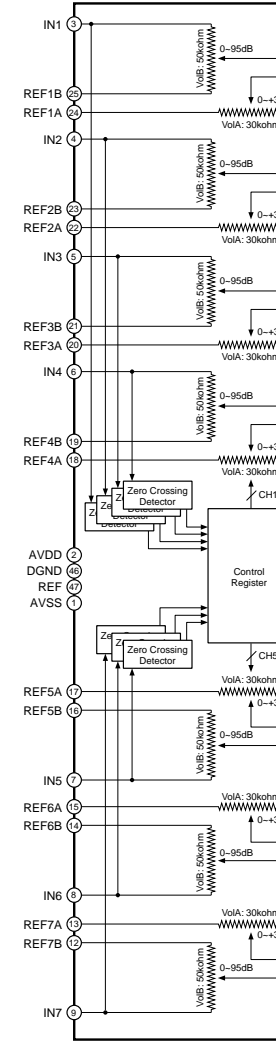 IN1 3
VolB: 50kohm
0~95dB
REF1B 25
0~+3
REF1A 24
VolA: 30kohm
IN2 4
VolB: 50kohm
0~95dB
REF2B 23
0~+3
REF2A 22
VolA: 30kohm
IN3 5
VolB: 50kohm
0~95dB
REF3B 21
0~+3
REF3A 20
VolA: 30kohm
IN4 6
VolB: 50kohm
0~95dB
REF4B 19
0~+3
REF4A 18
VolA: 30kohm
Zero Crossing
Detector
Detector
CH1
AVDD 2
DGND 46
REF 47
AVSS 1
Control
Register
Zero Crossing
Detector
CH5
VolA: 30kohm
REF5A 17
0~+3
REF5B 16
VolB: 50kohm
0~95dB
IN5 7
VolA: 30kohm
REF6A 15
0~+3
REF6B 14
VolB: 50kohm
0~95dB
IN6 8
VolA: 30kohm
REF7A 13
0~+3
REF7B 12
VolB: 50kohm
0~95dB
IN7 9